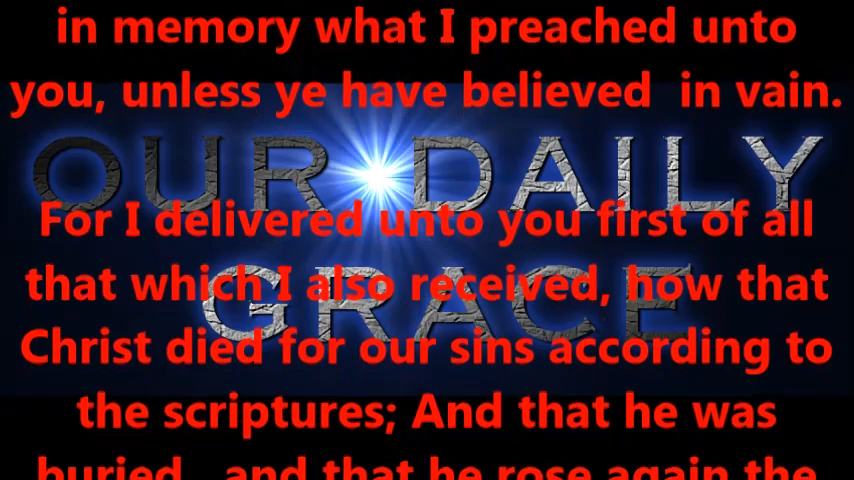 in memory what I preached unto
you, unless ye have believed in vain.
OUR DAILY
For I delivered unto you first of all
that which I also received, how that
GRACE
Christ died for our sins according to
the scriptures; And that he was
buried, and that he rose again the